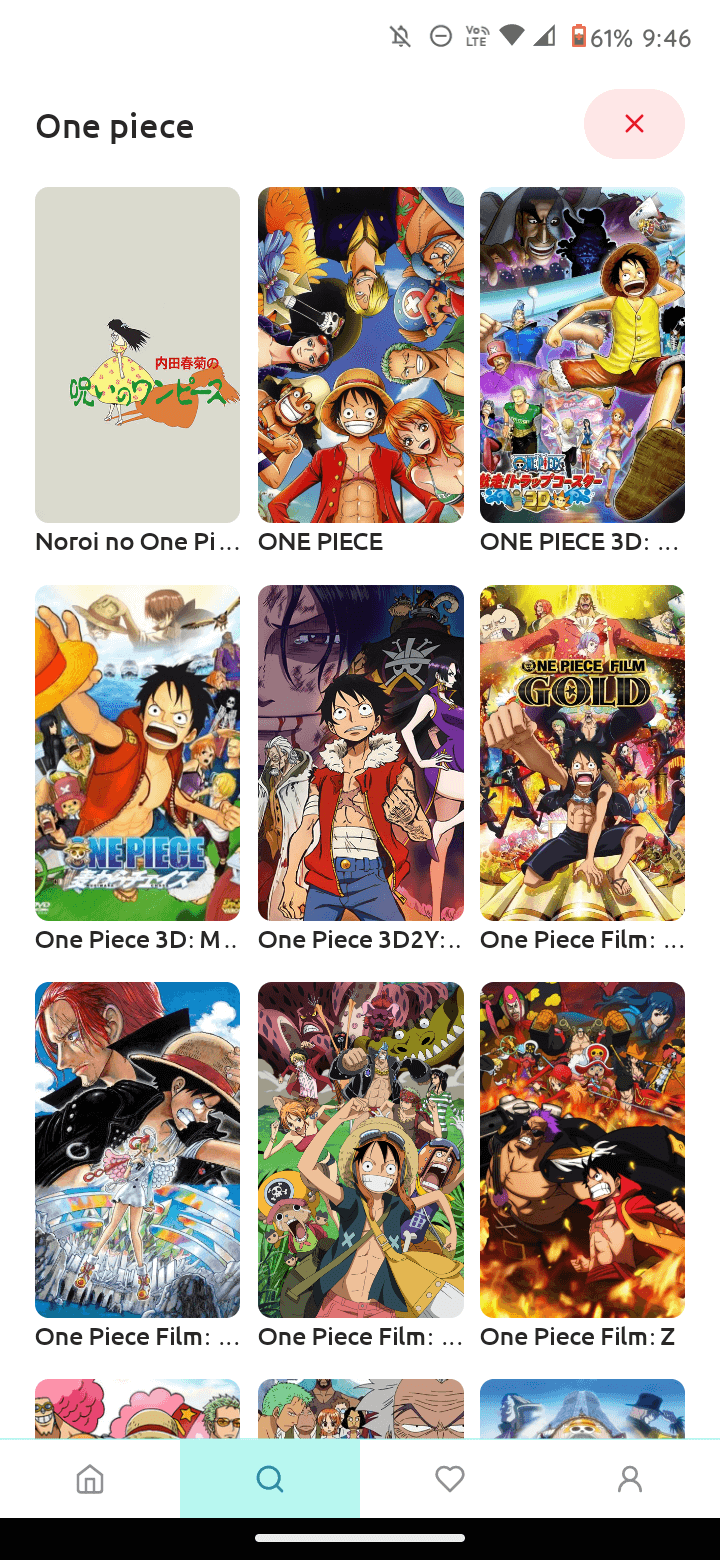 Vo LTE 61% 9:46
One piece
内田春菊の
呪いのワンピース
ONE PIECE
3D
Noroi no One Pi...
ONE PIECE
ONE PIECE 3D: ...
ONE PIECE FILM
GOLD
ONE PIECE
One Piece 3D: M...
One Piece 3D2Y:...
One Piece Film: ...
One Piece Film: ...
One Piece Film: ...
One Piece Film: Z